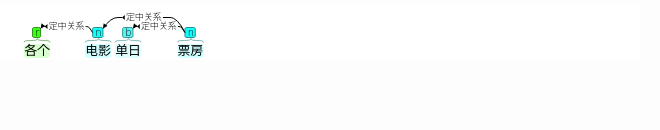 定中关系
定中关系 定中关系
r n b n
各个 电影 单日 票房